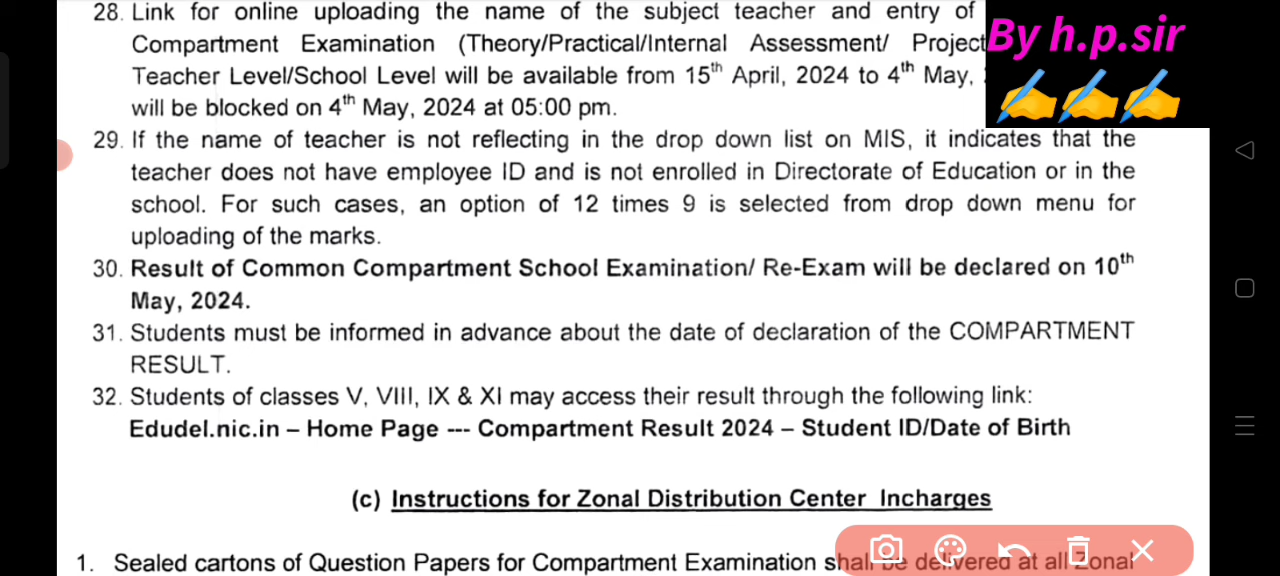 28. Link for online uploading the name of the subject teacher and entry of
By h.p.sir
Compartment Examination (Theory/Practical/Internal Assessment/ Project
Teacher Level/School Level will be available from 15th April, 2024 to 4th May,
will be blocked on 4th May, 2024 at 05:00 pm.
29. If the name of teacher is not reflecting in the drop down list on MIS, it indicates that the
teacher does not have employee ID and is not enrolled in Directorate of Education or in the
school. For such cases, an option of 12 times 9 is selected from drop down menu for
uploading of the marks.
30. Result of Common Compartment School Examination/ Re-Exam will be declared on 10th
May, 2024.
31. Students must be informed in advance about the date of declaration of the COMPARTMENT
RESULT.
32. Students of classes V, VIII, IX & XI may access their result through the following link:
Edudel.nic.in – Home Page --- Compartment Result 2024 – Student ID/Date of Birth
(c) Instructions for Zonal Distribution Center Incharges
1. Sealed cartons of Question Papers for Compartment Examination shall be delivered at all Zonal